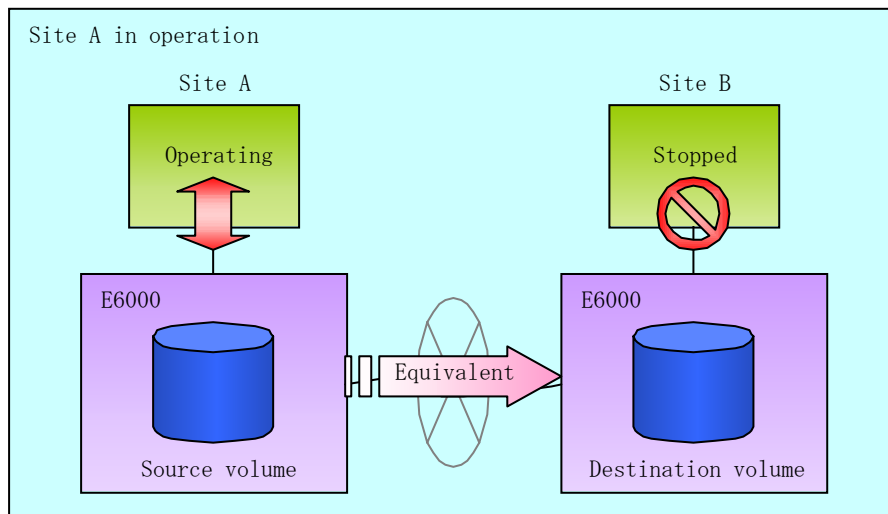 Site A in operation
Site A
Site B
Operating
Stopped
E6000
E6000
Equivalent
Source volume
Destination volume